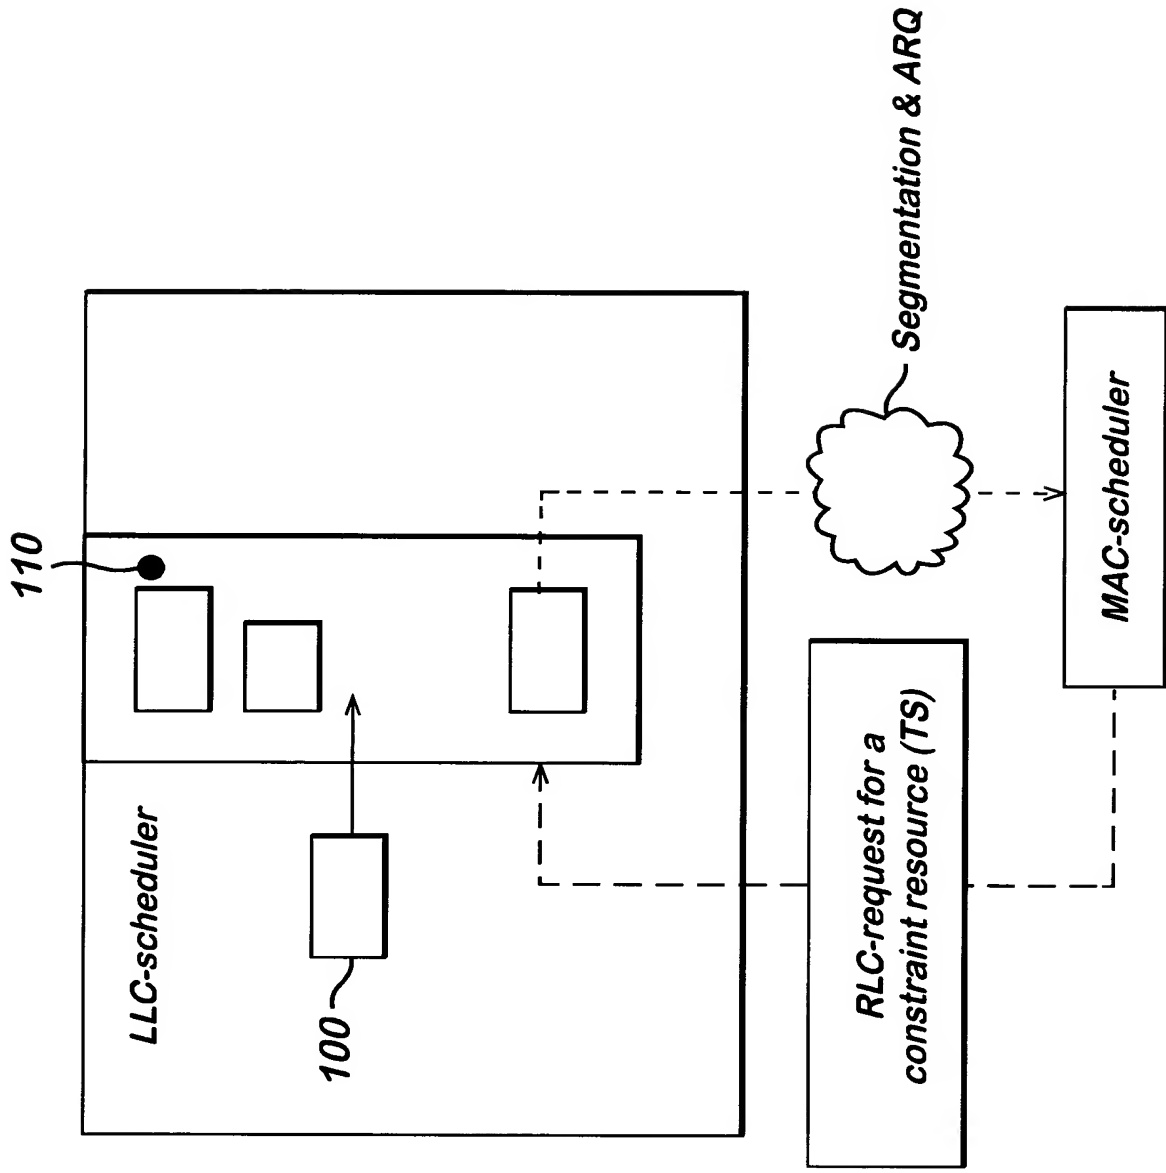 110
LLC-scheduler
100
Segmentation & ARQ
RLC-request for a
constraint resource (TS)
MAC-scheduler